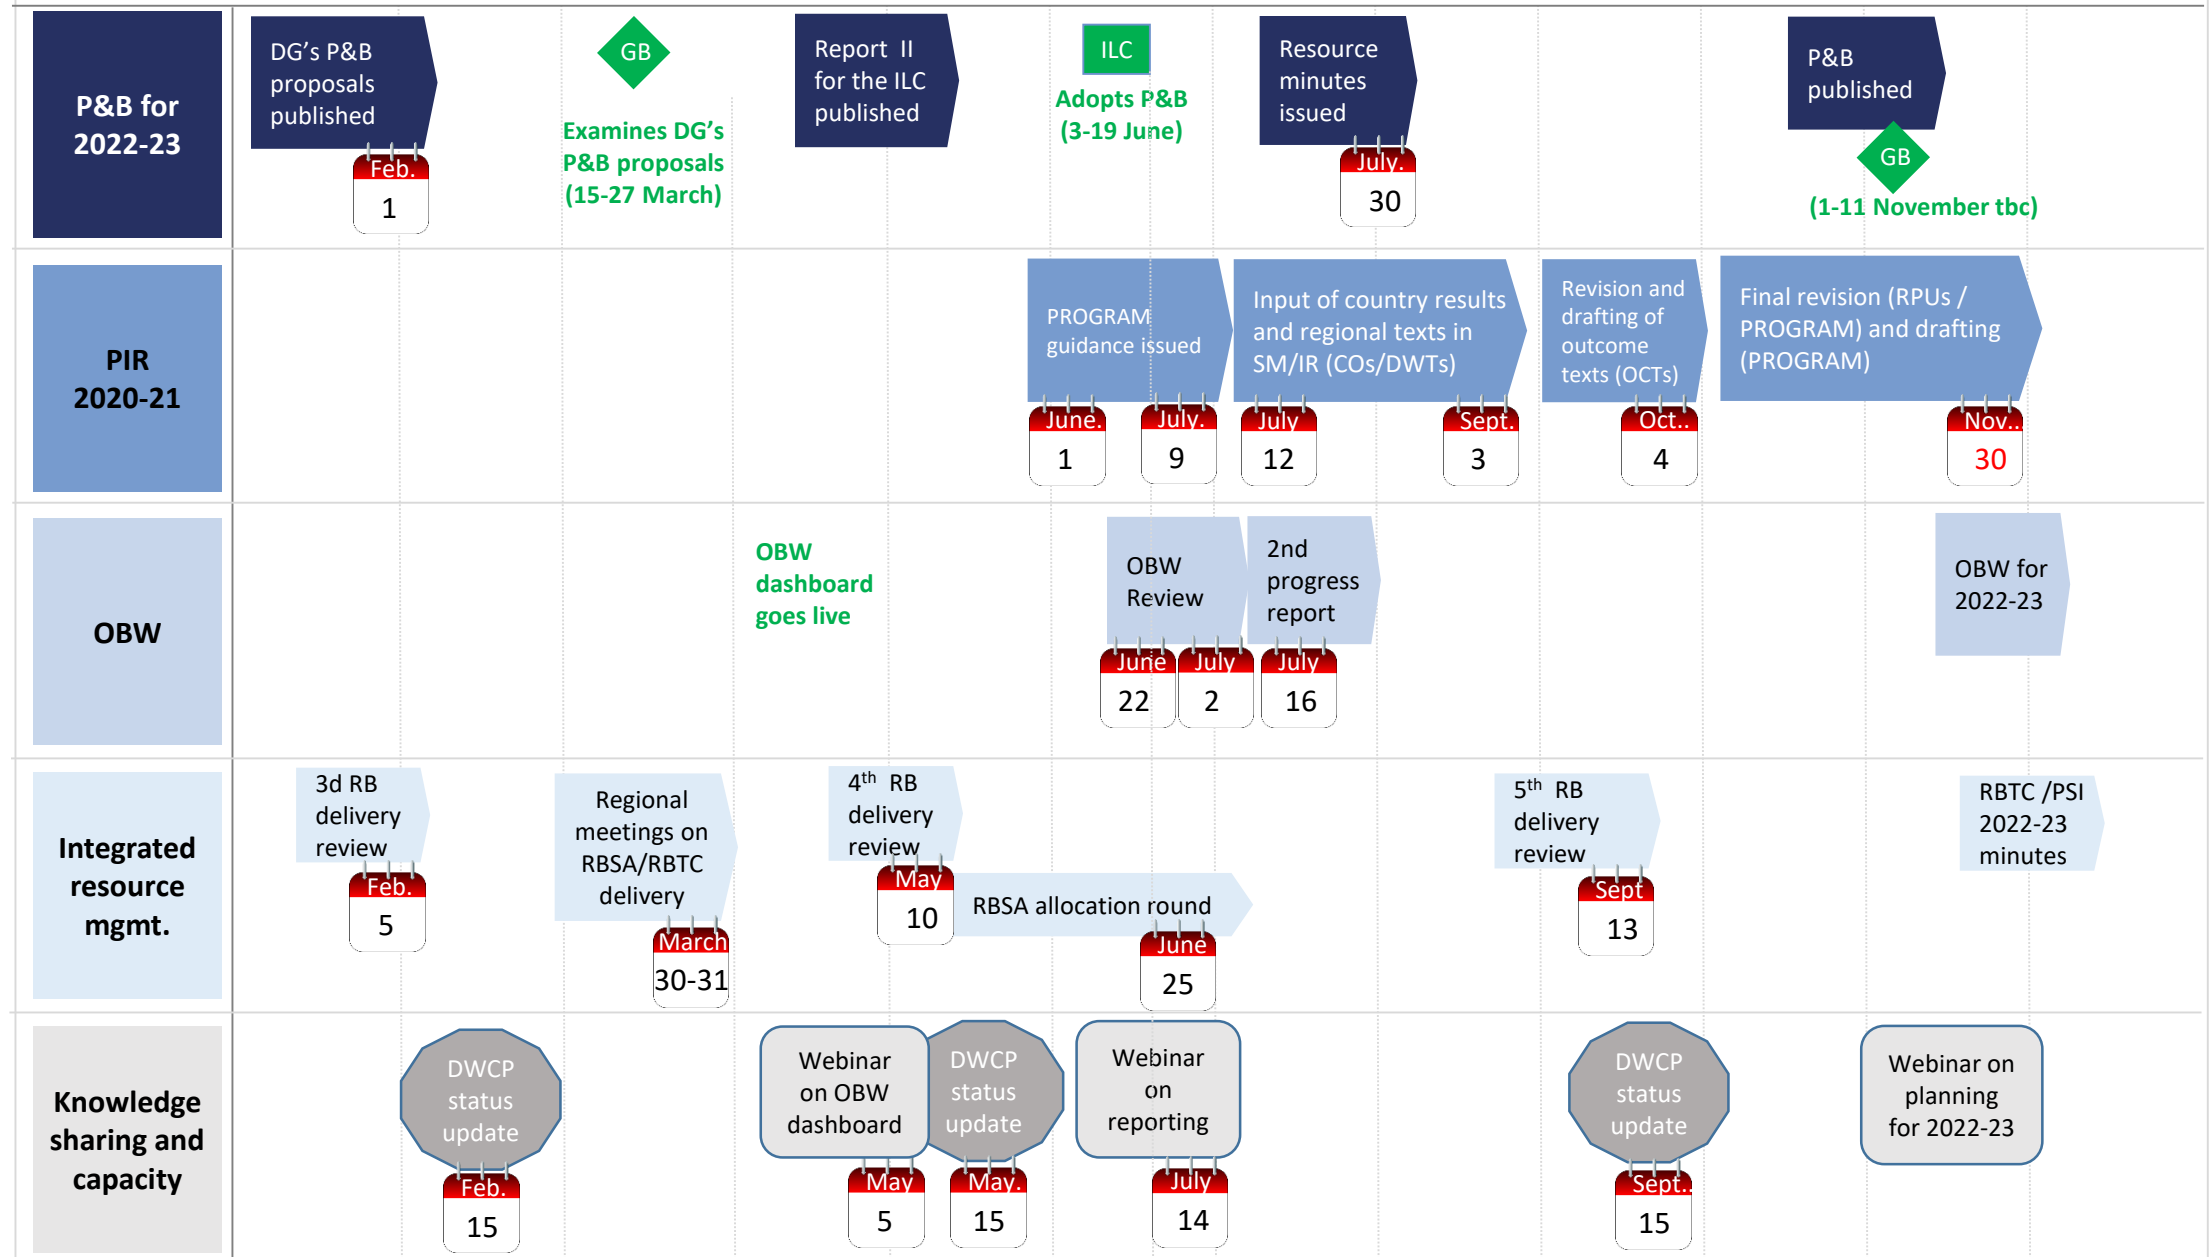 P&B for
2022-23
DG's P&B
proposals
published
Feb.
1
GB
Examines DG's
P&B proposals
(15-27 March)
Report II
for the ILC
published
ILC
Adopts P&B
(3-19 June)
Resource
minutes
issued
July.
30
P&B
published
GB
(1-11 November tbc)
PIR
2020-21
PROGRAM
guidance issued
June.
1
July.
9
Input of country results
and regional texts in
SM/IR (COs/DWTs)
July
12
Sept.
3
Revision and
drafting of
outcome
texts (OCTs)
Oct..
4
Final revision (RPUs /
PROGRAM) and drafting
(PROGRAM)
Nov...
30
OBW
OBW
dashboard
goes live
OBW
Review
June
22
July
2
2nd
progress
report
July
16
OBW for
2022-23
Integrated
resource
mgmt.
3d RB
delivery
review
Feb.
5
Regional
meetings on
RBSA/RBTC
delivery
March
30-31
4th RB
delivery
review
May
10
RBSA allocation round
June
25
5th RB
delivery
review
Sept
13
RBTC /PSI
2022-23
minutes
Knowledge
sharing and
capacity
DWCP
status
update
Feb.
15
Webinar
on OBW
dashboard
May
5
DWCP
status
update
May.
15
Webinar
on
reporting
July
14
DWCP
status
update
Sept..
15
Webinar on
planning
for 2022-23